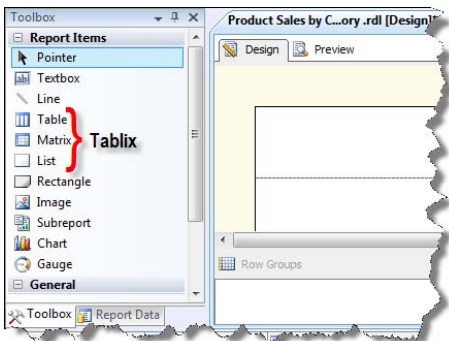 Toolbox
Report Items
Pointer
Textbox
Line
Table
Matrix
List
Tablix
Rectangle
Image
Subreport
Chart
Gauge
General
Toolbox
Report Data
Product Sales by C...ory .rdl [Design]*
Design
Preview
Row Groups